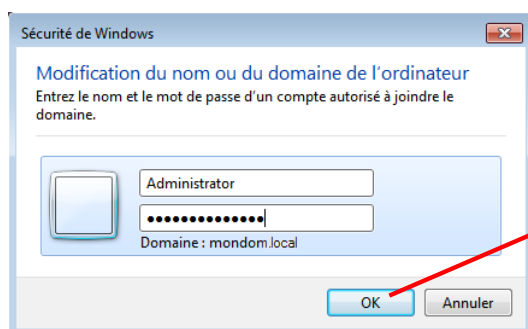 Sécurité de Windows
Modification du nom ou du domaine de l'ordinateur
Entrez le nom et le mot de passe d'un compte autorisé à joindre le
domaine.
Administrator
●●●●●●●●●●●●●●
Domaine : mondom.local
OK Annuler